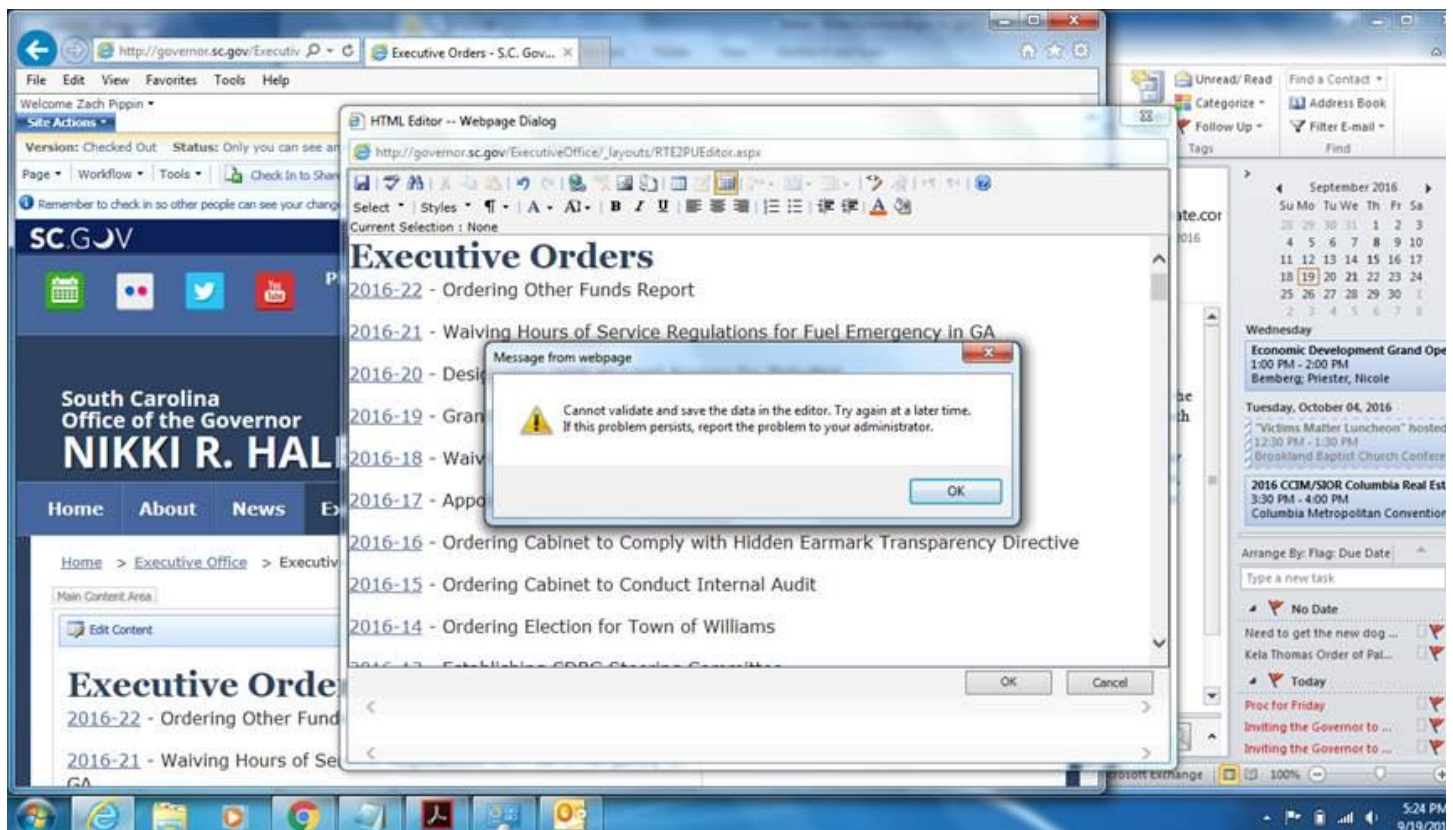 http://governor.sc.gov/Executiv
Executive Orders - S.C. Gov...
File Edit View Favorites Tools Help
Welcome Zach Pippin
Site Actions
Version: Checked Out Status: Only you can see an
Page Workflow Tools Check In to Shar
Remember to check in so other people can see your change
SC.GOV
P
South Carolina
Office of the Governor
NIKKI R. HAL
Home About News Ex
Home > Executive Office > Executiv
Main Content Area
Edit Content
Executive Orde
2016-22 - Ordering Other Fund
2016-21 - Waiving Hours of Se
GA
HTML Editor -- Webpage Dialog
http://governor.sc.gov/ExecutiveOffice/_layouts/RTE2PUEditor.aspx
Select Styles A AI B I U A
Current Selection : None
Executive Orders
2016-22 - Ordering Other Funds Report
2016-21 - Waiving Hours of Service Regulations for Fuel Emergency in GA
2016-20 - Desig
2016-19 - Gran
2016-18 - Waiv
2016-17 - Appo
2016-16 - Ordering Cabinet to Comply with Hidden Earmark Transparency Directive
2016-15 - Ordering Cabinet to Conduct Internal Audit
2016-14 - Ordering Election for Town of Williams
OK Cancel
Message from webpage
Cannot validate and save the data in the editor. Try again at a later time.
If this problem persists, report the problem to your administrator.
OK
Unread/ Read
Categorize
Follow Up
Tags
Find a Contact
Address Book
Filter E-mail
Find
ate.cor
2016
he
th
September 2016
Su Mo Tu We Th Fr Sa
28 29 30 31 1 2 3
4 5 6 7 8 9 10
11 12 13 14 15 16 17
18 19 20 21 22 23 24
25 26 27 28 29 30 1
2 3 4 5 6 7 8
Wednesday
Economic Development Grand Ope
1:00 PM - 2:00 PM
Bemberg; Priester, Nicole
Tuesday, October 04, 2016
"Victims Matter Luncheon" hosted
12:30 PM - 1:30 PM
Brookland Baptist Church Confere
2016 CCIM/SIOR Columbia Real Est
3:30 PM - 4:00 PM
Columbia Metropolitan Convention
Arrange By: Flag: Due Date
Type a new task
No Date
Need to get the new dog ...
Kela Thomas Order of Pal...
Today
Proc for Friday
Inviting the Governor to ...
Inviting the Governor to ...
rosoft Exchange 100%
5:24 PM
9/19/201